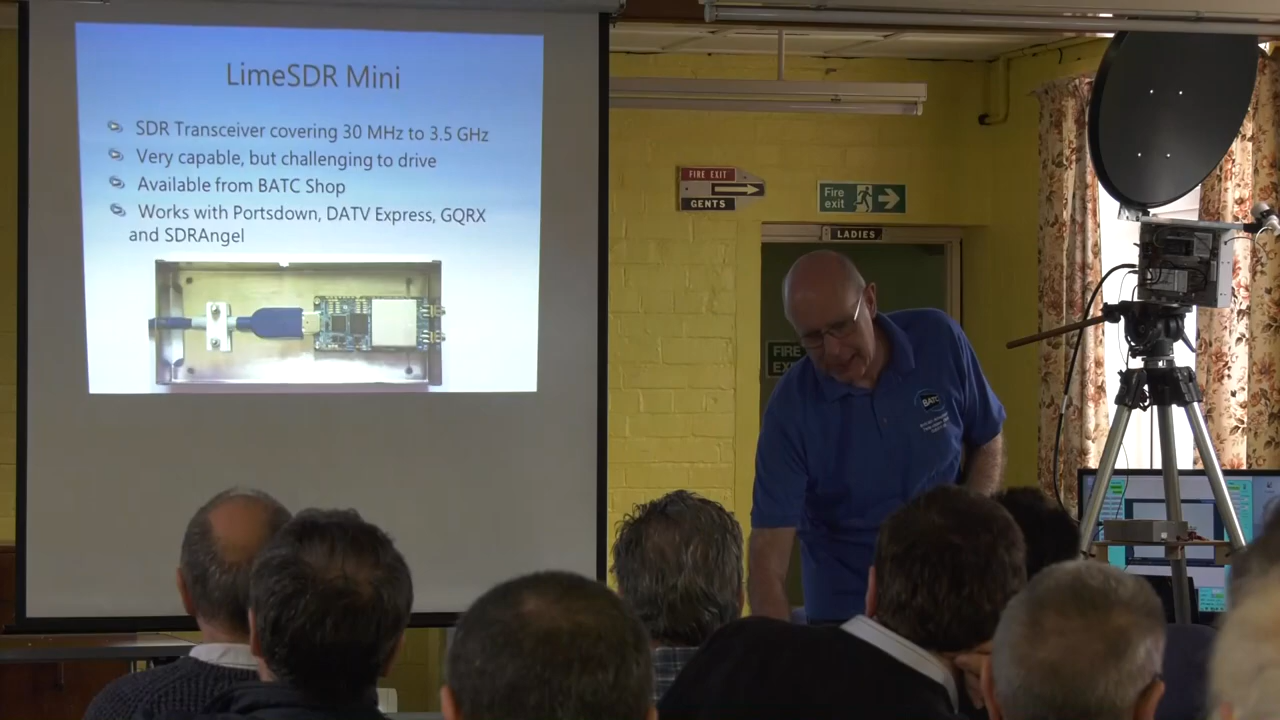 LimeSDR Mini
SDR Transceiver covering 30 MHz to 3.5 GHz
Very capable, but challenging to drive
Available from BATC Shop
Works with Portsdown, DATV Express, GQRX
and SDRAngel
FIRE EXIT
GENTS
Fire
exit
LADIES
FIRE
BATC